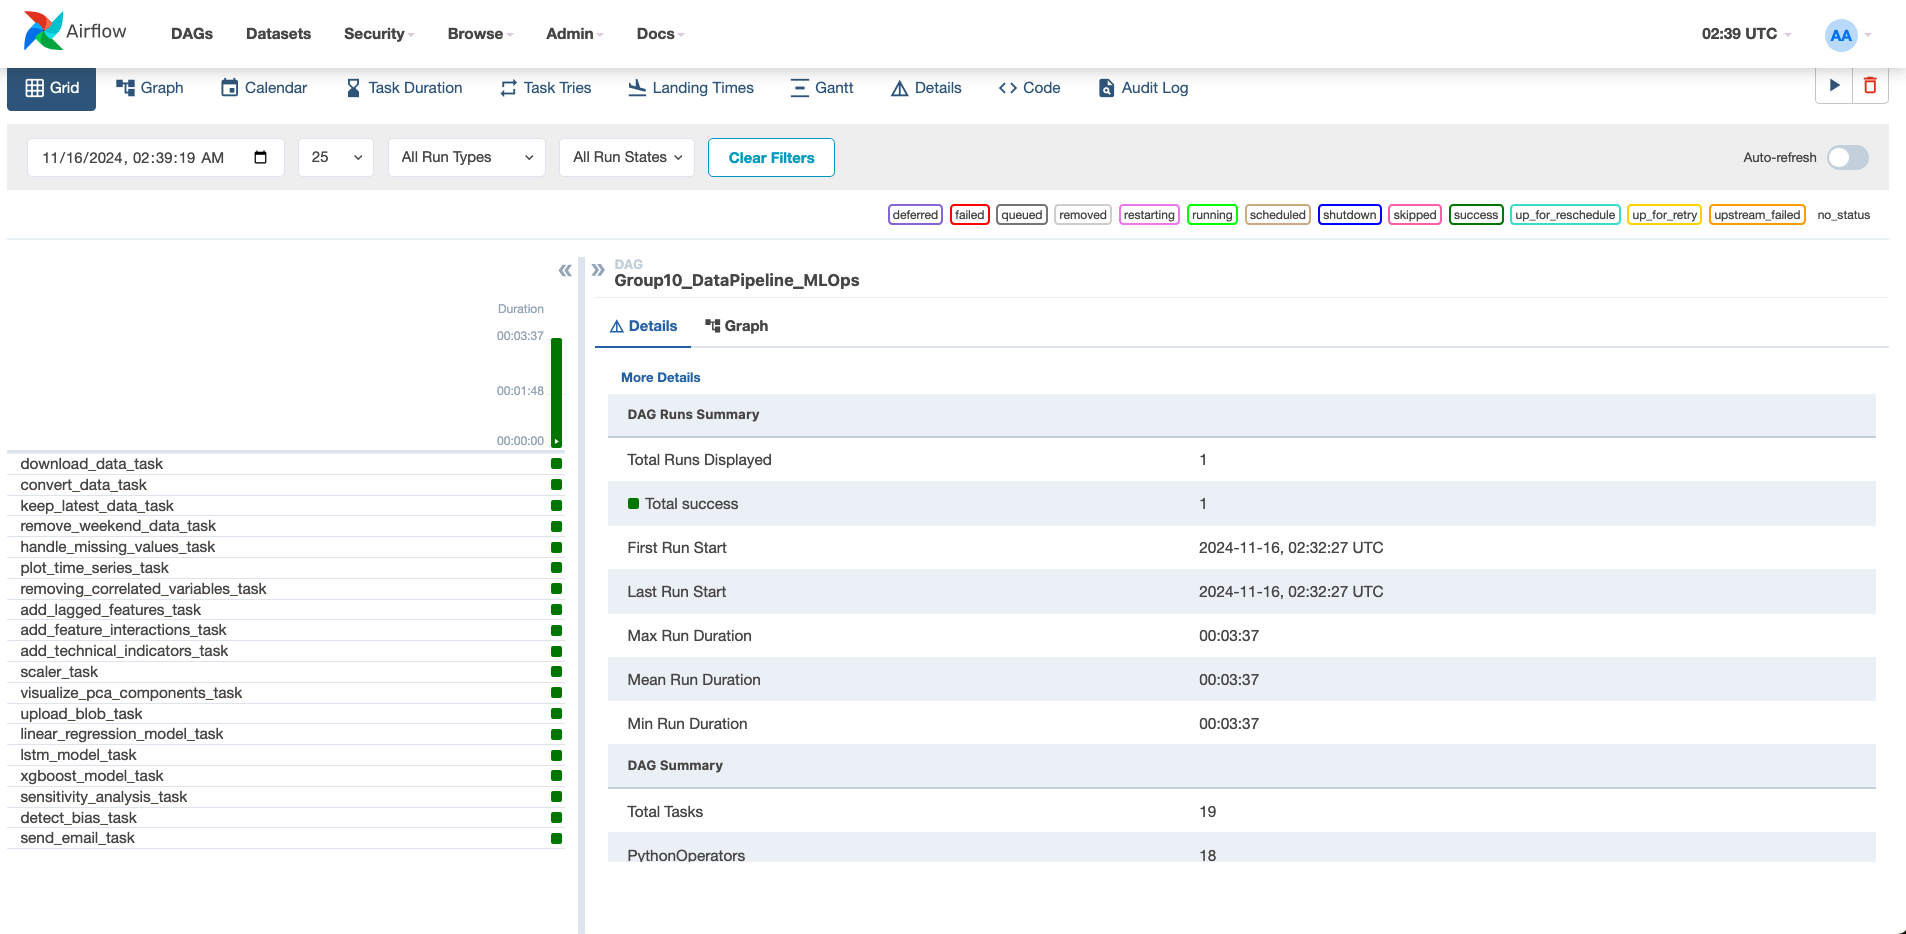 Airflow DAGs Datasets Security Browse Admin Docs 02:39 UTC AA
Grid Graph Calendar Task Duration Task Tries Landing Times Gantt Details Code Audit Log
11/16/2024, 02:39:19 AM 25 All Run Types All Run States Clear Filters Auto-refresh
deferred failed queued removed restarting running scheduled shutdown skipped success up_for_reschedule up_for_retry upstream_failed no_status
Duration
00:03:37
00:01:48
00:00:00
download_data_task
convert_data_task
keep_latest_data_task
remove_weekend_data_task
handle_missing_values_task
plot_time_series_task
removing_correlated_variables_task
add_lagged_features_task
add_feature_interactions_task
add_technical_indicators_task
scaler_task
visualize_pca_components_task
upload_blob_task
linear_regression_model_task
lstm_model_task
xgboost_model_task
sensitivity_analysis_task
detect_bias_task
send_email_task
DAG
Group10_DataPipeline_MLOps
Details Graph
More Details
DAG Runs Summary
Total Runs Displayed 1
Total success 1
First Run Start 2024-11-16, 02:32:27 UTC
Last Run Start 2024-11-16, 02:32:27 UTC
Max Run Duration 00:03:37
Mean Run Duration 00:03:37
Min Run Duration 00:03:37
DAG Summary
Total Tasks 19
PythonOperators 18